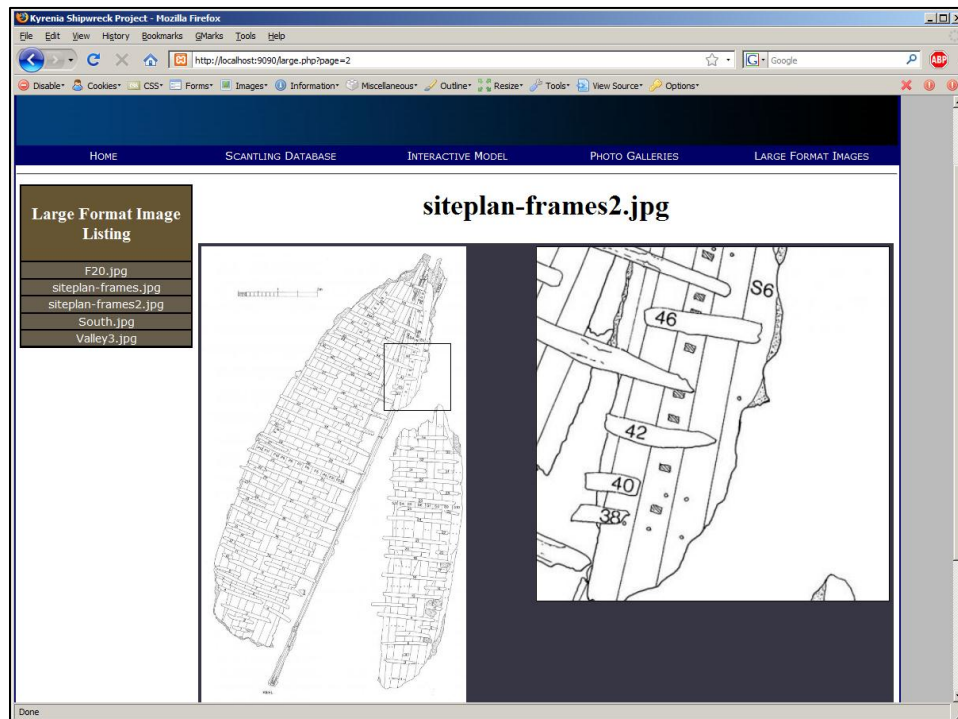 Kyrenia Shipwreck Project - Mozilla Firefox
File Edit View History Bookmarks GMarks Tools Help
http://localhost:9090/large.php?page=2
G Google
ABP
Disable Cookies CSS Forms Images Information Miscellaneous Outline Resize Tools View Source Options
HOME SCANTLING DATABASE INTERACTIVE MODEL PHOTO GALLERIES LARGE FORMAT IMAGES
Large Format Image
Listing
F20.jpg
siteplan-frames.jpg
siteplan-frames2.jpg
South.jpg
Valley3.jpg
siteplan-frames2.jpg
S6
46
42
40
38
Done